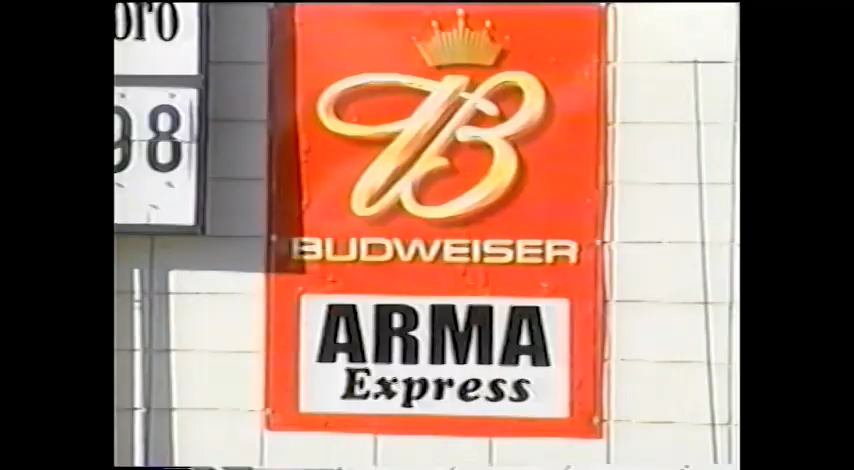 oro
98
B
BUDWEISER
ARMA
Express